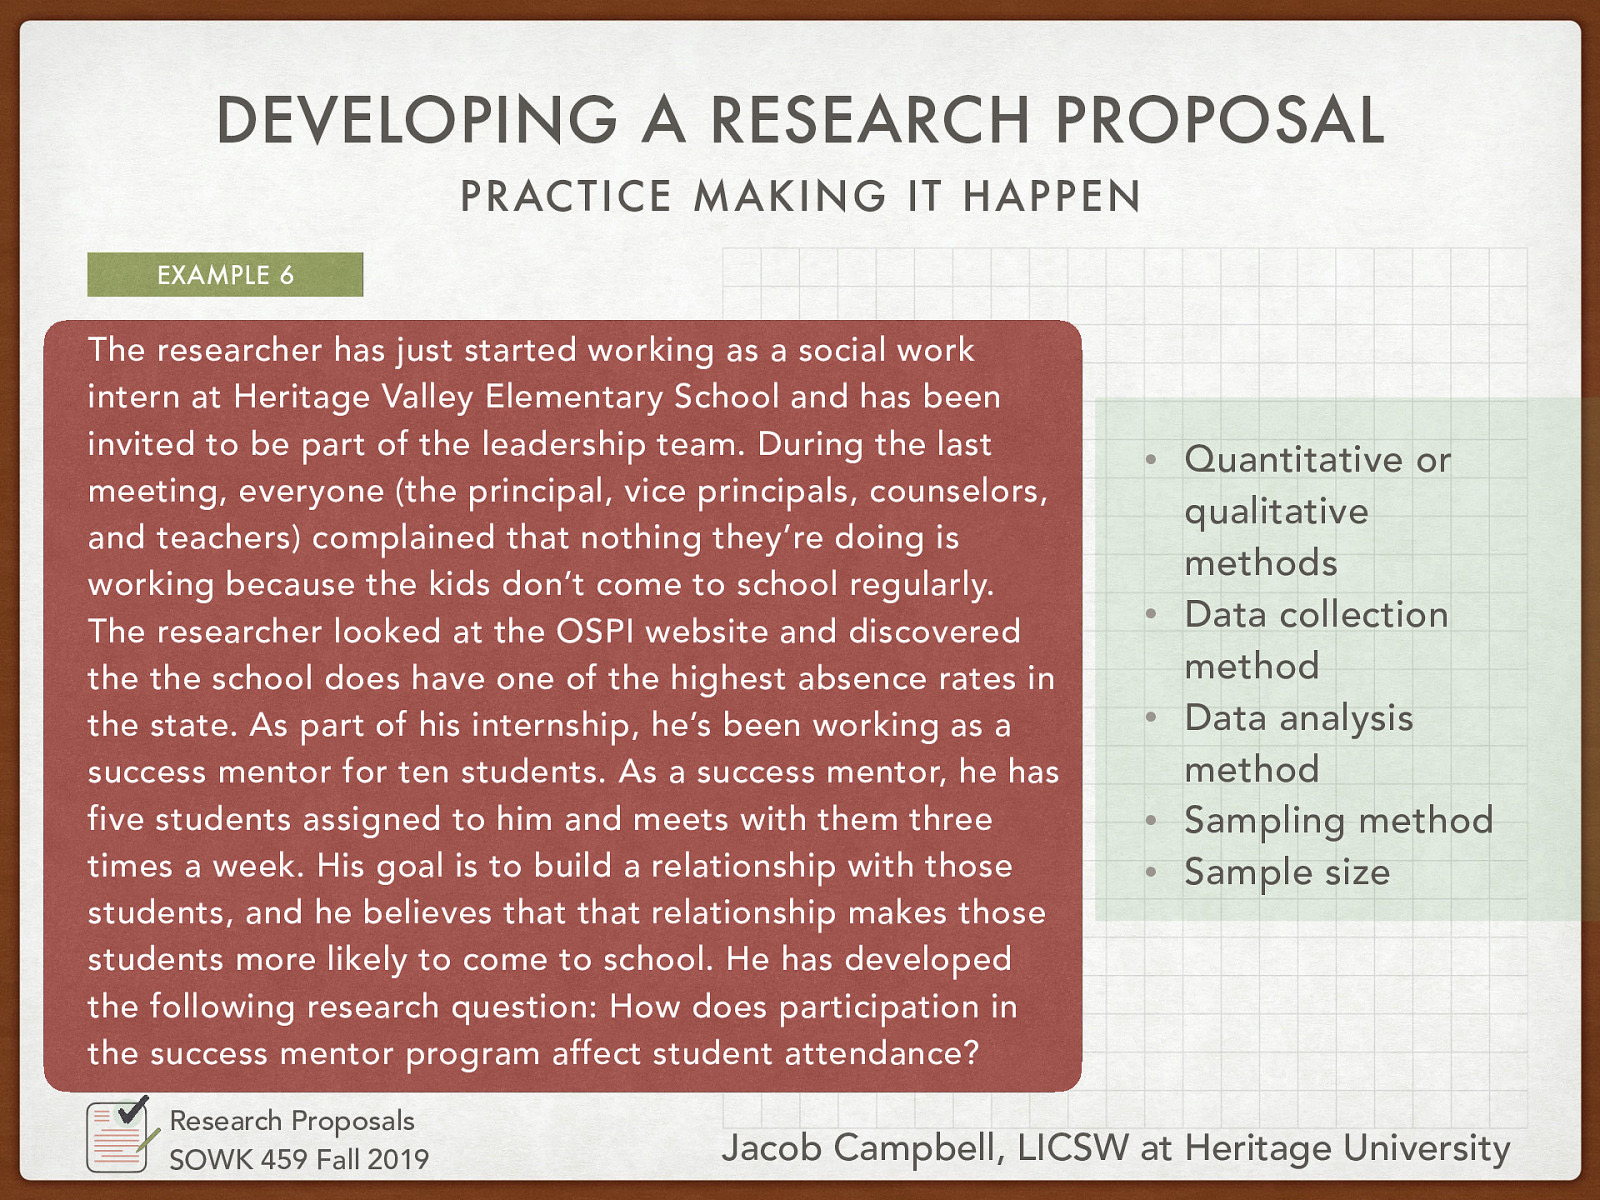 DEVELOPING A RESEARCH PROPOSAL
PRACTICE MAKING IT HAPPEN
EXAMPLE 6
The researcher has just started working as a social work
intern at Heritage Valley Elementary School and has been
invited to be part of the leadership team. During the last
meeting, everyone (the principal, vice principals, counselors,
and teachers) complained that nothing they’re doing is
working because the kids don’t come to school regularly.
The researcher looked at the OSPI website and discovered
the the school does have one of the highest absence rates in
the state. As part of his internship, he’s been working as a
success mentor for ten students. As a success mentor, he has
five students assigned to him and meets with them three
times a week. His goal is to build a relationship with those
students, and he believes that that relationship makes those
students more likely to come to school. He has developed
the following research question: How does participation in
the success mentor program affect student attendance?
• Quantitative or
qualitative
methods
• Data collection
method
• Data analysis
method
• Sampling method
• Sample size
Research Proposals
SOWK 459 Fall 2019
Jacob Campbell, LICSW at Heritage University